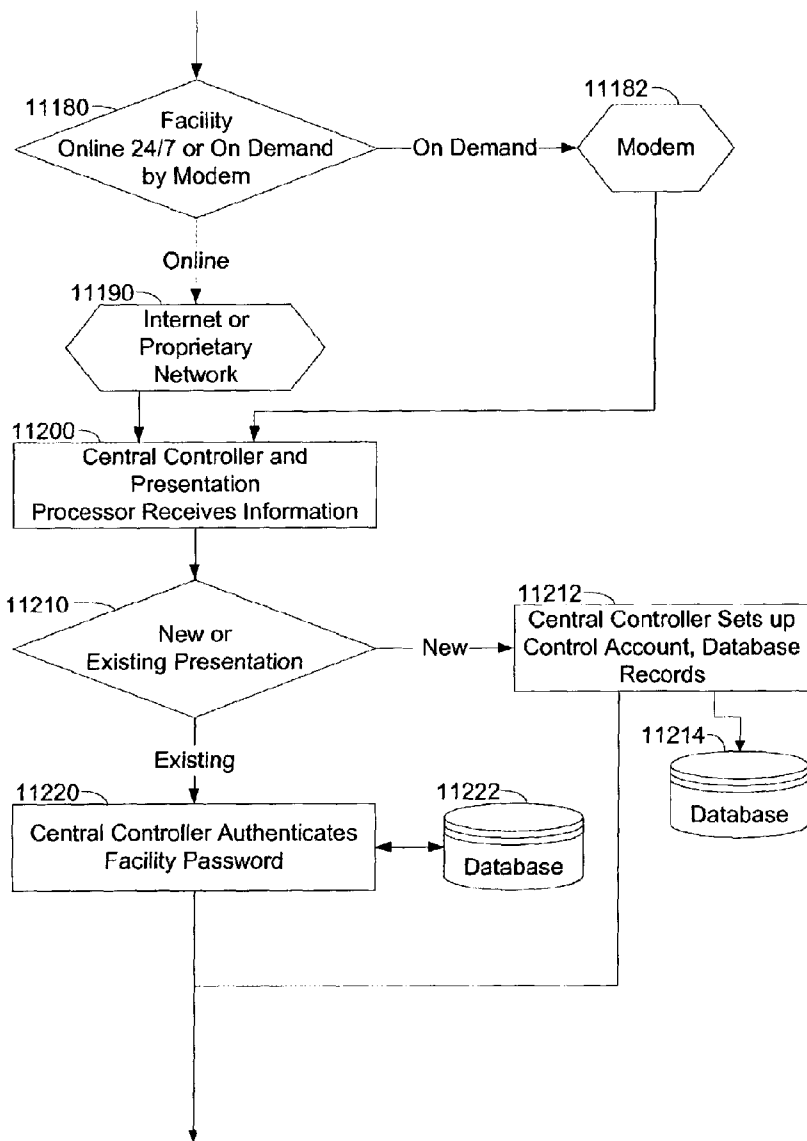 11180
Facility
Online 24/7 or On Demand
by Modem
On Demand
11182
Modem
Online
11190
Internet or
Proprietary
Network
11200
Central Controller and
Presentation
Processor Receives Information
11210
New or
Existing Presentation
New
11212
Central Controller Sets up
Control Account, Database
Records
11214
Database
Existing
11220
Central Controller Authenticates
Facility Password
11222
Database